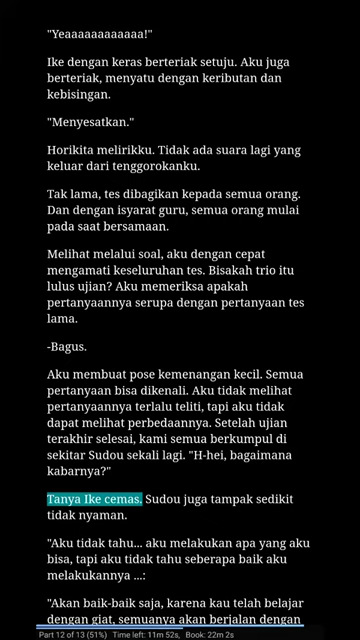 "Yeaaaaaaaaaaaa!"
Ike dengan keras berteriak setuju. Aku juga
berteriak, menyatu dengan keributan dan
kebisingan.
"Menyesatkan."
Horikita melirikku. Tidak ada suara lagi yang
keluar dari tenggorokanku.
Tak lama, tes dibagikan kepada semua orang.
Dan dengan isyarat guru, semua orang mulai
pada saat bersamaan.
Melihat melalui soal, aku dengan cepat
mengamati keseluruhan tes. Bisakah trio itu
lulus ujian? Aku memeriksa apakah
pertanyaannya serupa dengan pertanyaan tes
lama.
-Bagus.
Aku membuat pose kemenangan kecil. Semua
pertanyaan bisa dikenali. Aku tidak melihat
pertanyaannya terlalu teliti, tapi aku tidak
dapat melihat perbedaannya. Setelah ujian
terakhir selesai, kami semua berkumpul di
sekitar Sudou sekali lagi. "H-hei, bagaimana
kabarnya?"
Tanya Ike cemas. Sudou juga tampak sedikit
tidak nyaman.
"Aku tidak tahu... aku melakukan apa yang aku
bisa, tapi aku tidak tahu seberapa baik aku
melakukannya ...:
"Akan baik-baik saja, karena kau telah belajar
dengan giat, semuanya akan berjalan dengan
Part 12 of 13 (51%) Time left: 11m 52s, Book: 22m 2s